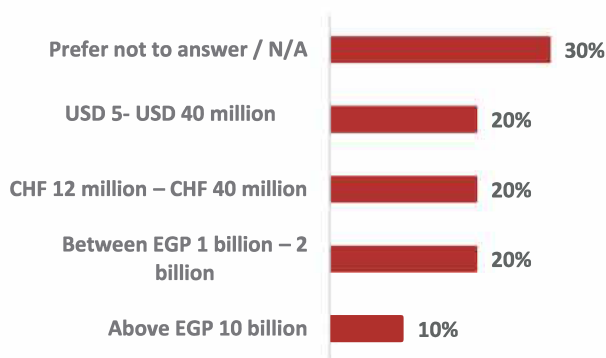 Prefer not to answer / N/A
30%
USD 5- USD 40 million
20%
CHF 12 million – CHF 40 million
20%
Between EGP 1 billion – 2
billion
20%
Above EGP 10 billion
10%